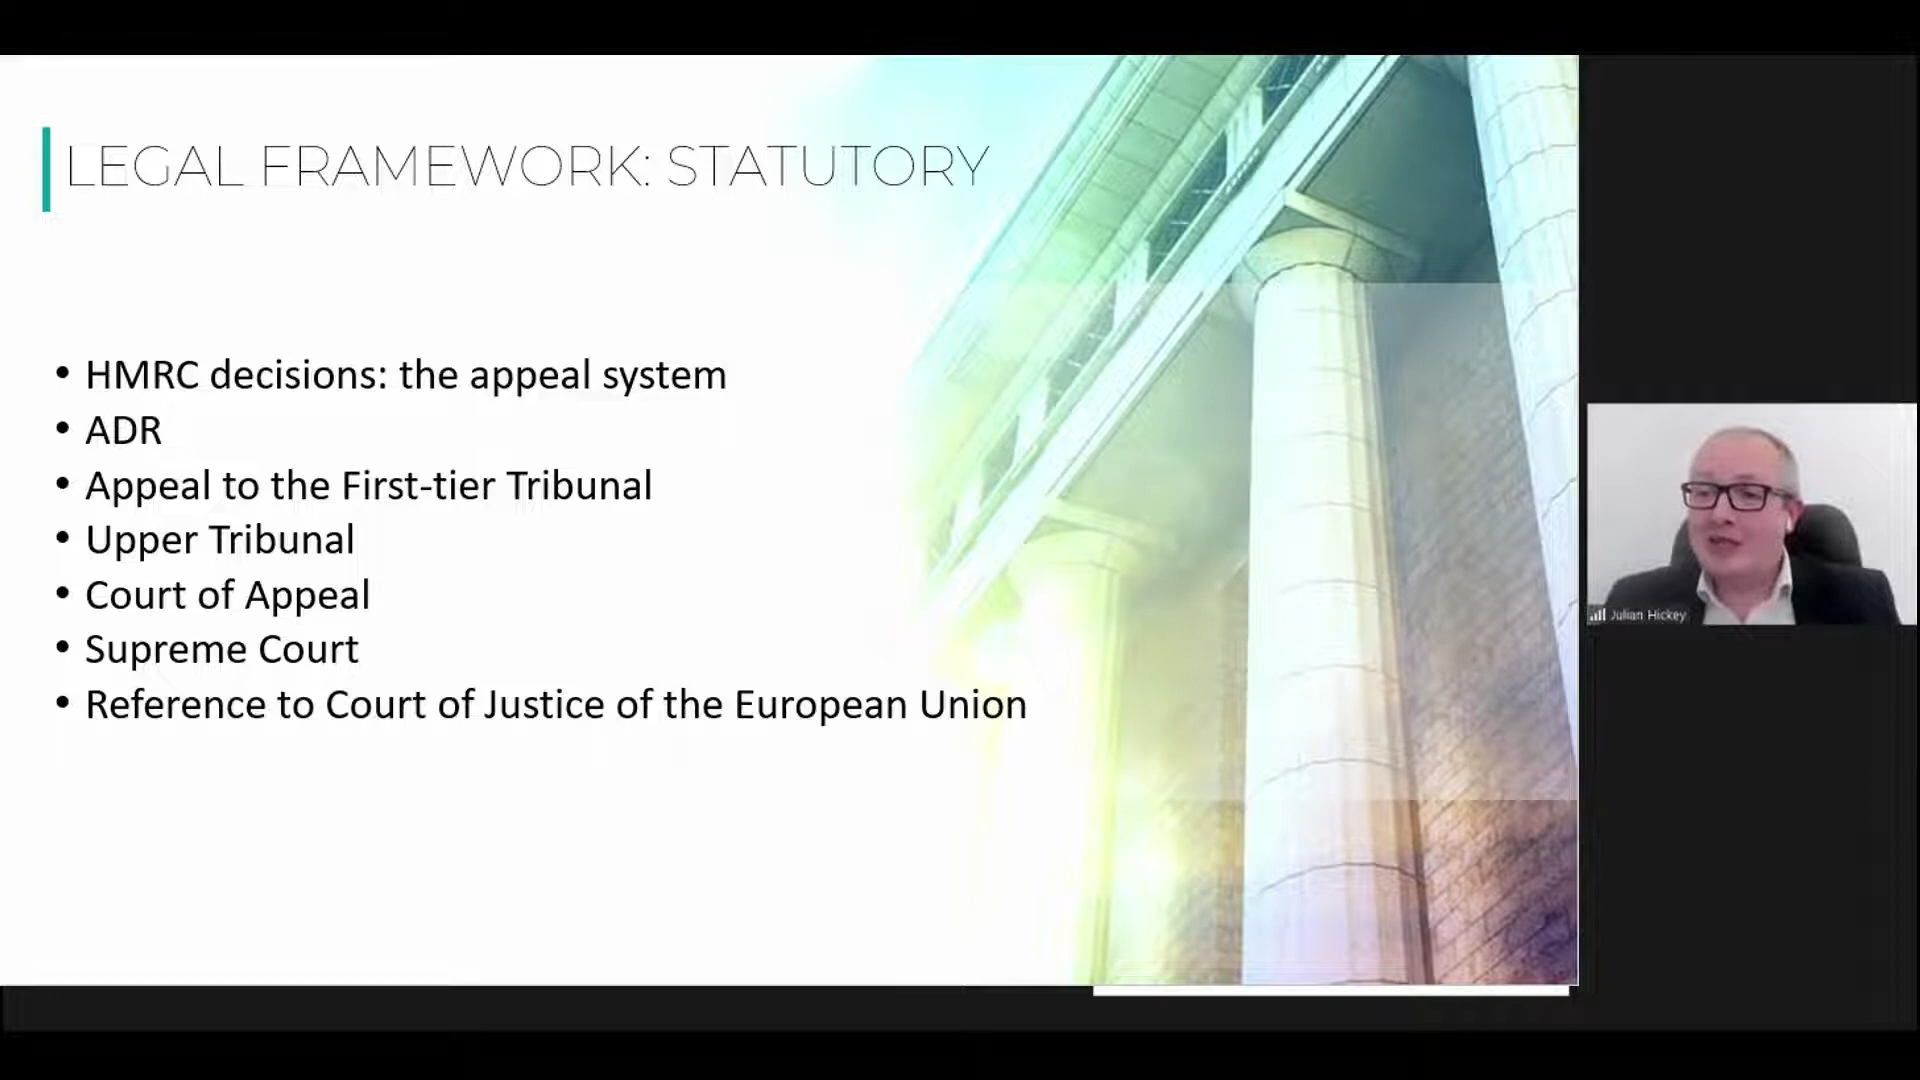 LEGAL FRAMEWORK: STATUTORY
• HMRC decisions: the appeal system
• ADR
• Appeal to the First-tier Tribunal
• Upper Tribunal
• Court of Appeal
• Supreme Court
• Reference to Court of Justice of the European Union
Julian Hickey